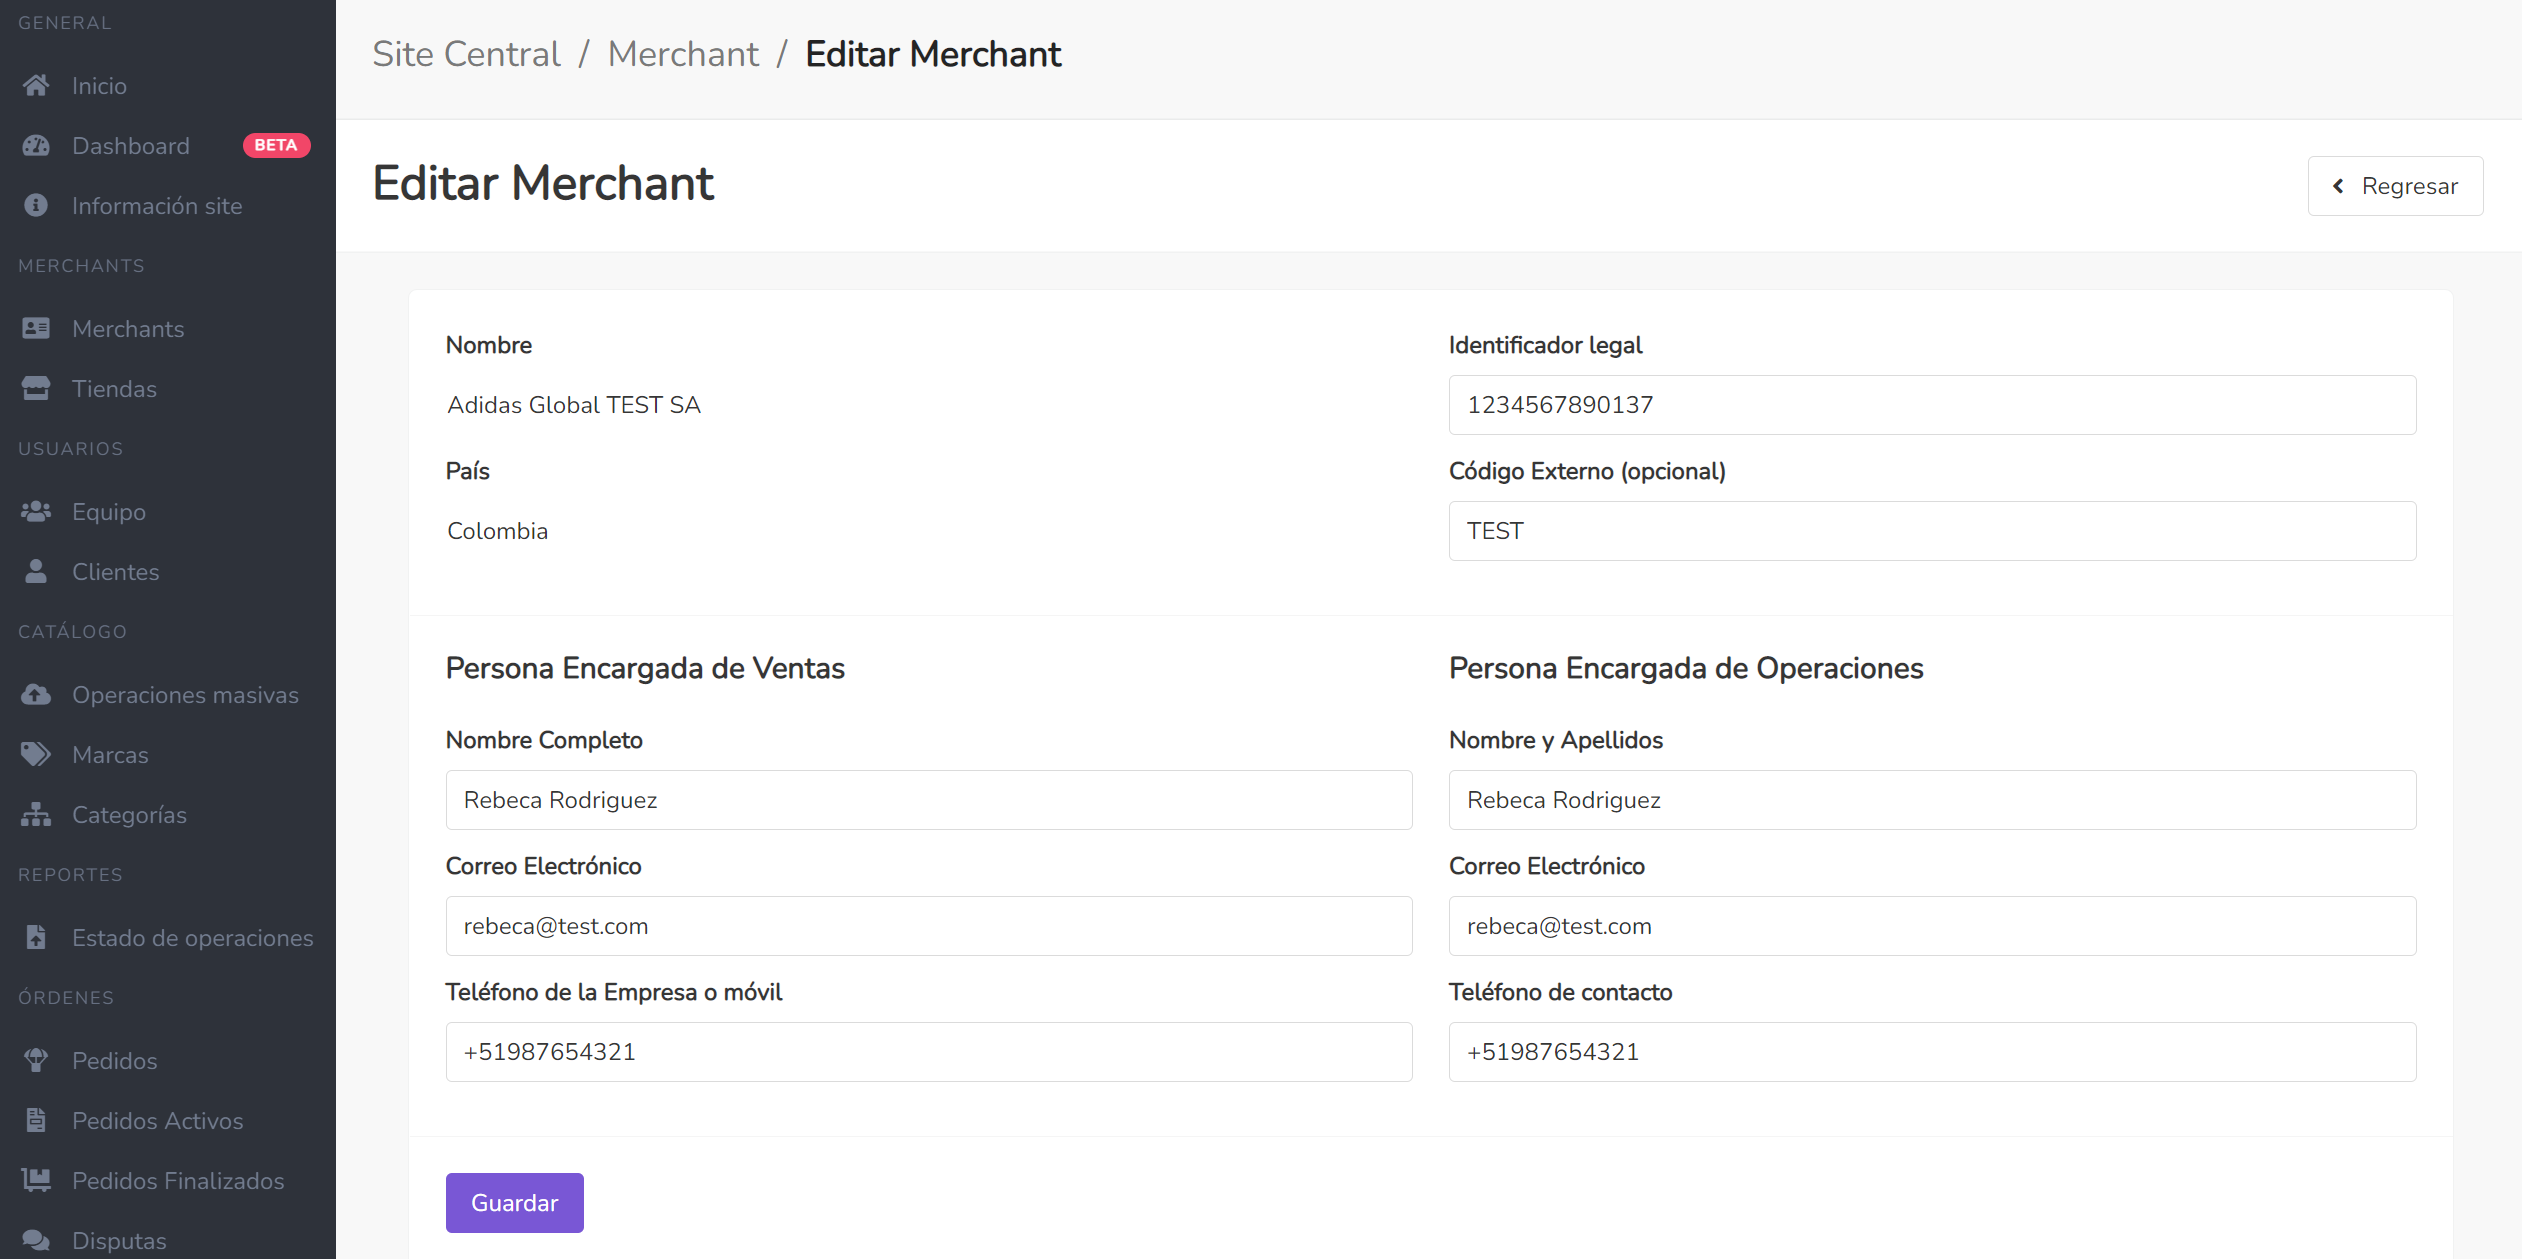 GENERAL
Inicio
Dashboard BETA
Información site
MERCHANTS
Merchants
Tiendas
USUARIOS
Equipo
Clientes
CATÁLOGO
Operaciones masivas
Marcas
Categorías
REPORTES
Estado de operaciones
ÓRDENES
Pedidos
Pedidos Activos
Pedidos Finalizados
Disputas
Site Central / Merchant / Editar Merchant
Editar Merchant
Regresar
Nombre
Adidas Global TEST SA
Identificador legal
1234567890137
País
Colombia
Código Externo (opcional)
TEST
Persona Encargada de Ventas
Nombre Completo
Rebeca Rodriguez
Correo Electrónico
rebeca@test.com
Teléfono de la Empresa o móvil
+51987654321
Persona Encargada de Operaciones
Nombre y Apellidos
Rebeca Rodriguez
Correo Electrónico
rebeca@test.com
Teléfono de contacto
+51987654321
Guardar